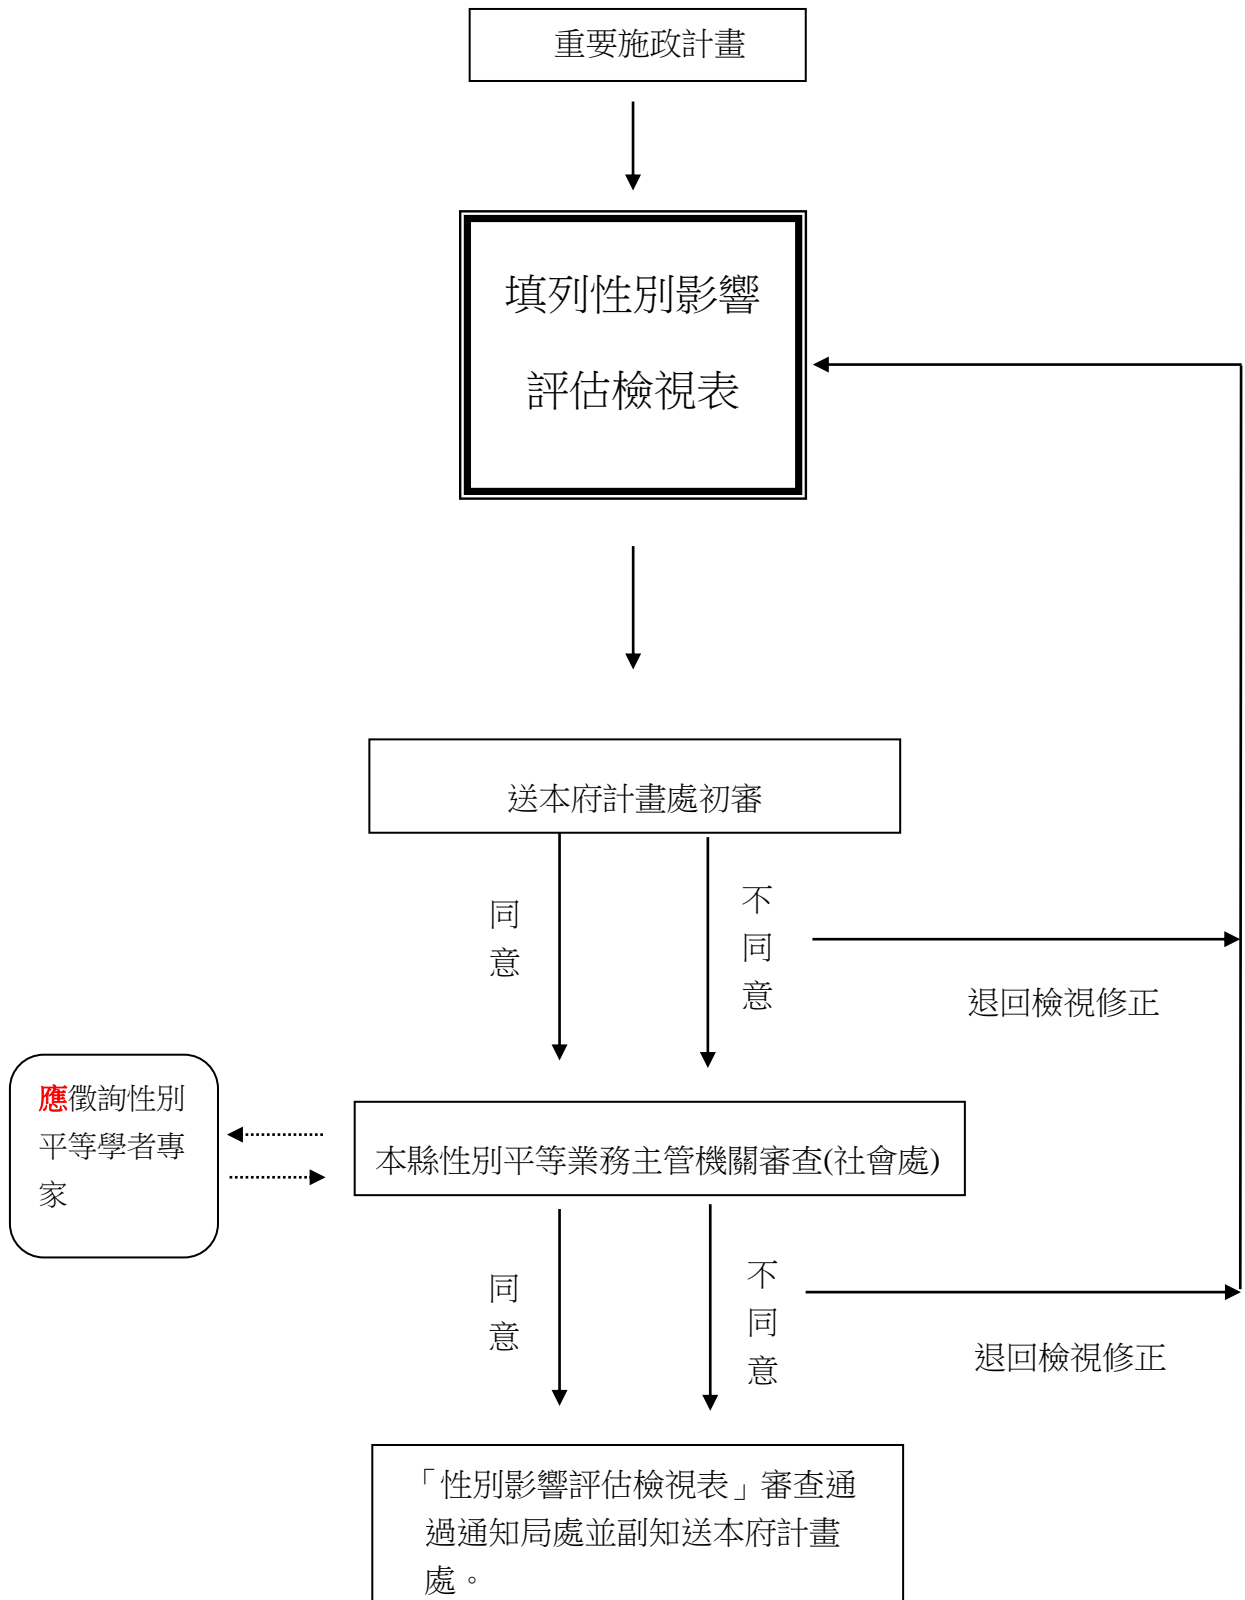 重要施政計畫
填列性別影響
評估檢視表
送本府計畫處初審
同
意
不
同
意
退回檢視修正
應徵詢性別
平等學者專
家
本縣性別平等業務主管機關審查(社會處)
同
意
不
同
意
退回檢視修正
「性別影響評估檢視表」審查通
過通知局處並副知送本府計畫
處。